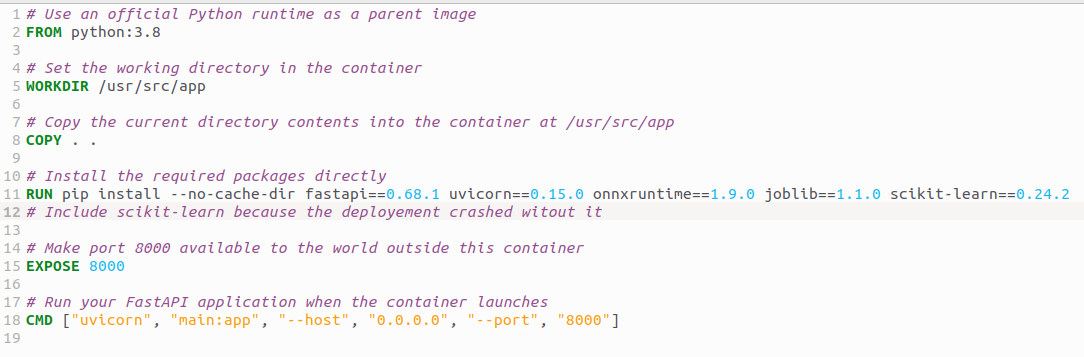 1 # Use an official Python runtime as a parent image
2 FROM python:3.8
3
4 # Set the working directory in the container
5 WORKDIR /usr/src/app
6
7 # Copy the current directory contents into the container at /usr/src/app
8 COPY . .
9
10 # Install the required packages directly
11 RUN pip install --no-cache-dir fastapi==0.68.1 uvicorn==0.15.0 onnxruntime==1.9.0 joblib==1.1.0 scikit-learn==0.24.2
12 # Include scikit-learn because the deployement crashed witout it
13
14 # Make port 8000 available to the world outside this container
15 EXPOSE 8000
16
17 # Run your FastAPI application when the container launches
18 CMD ["uvicorn", "main:app", "--host", "0.0.0.0", "--port", "8000"]
19